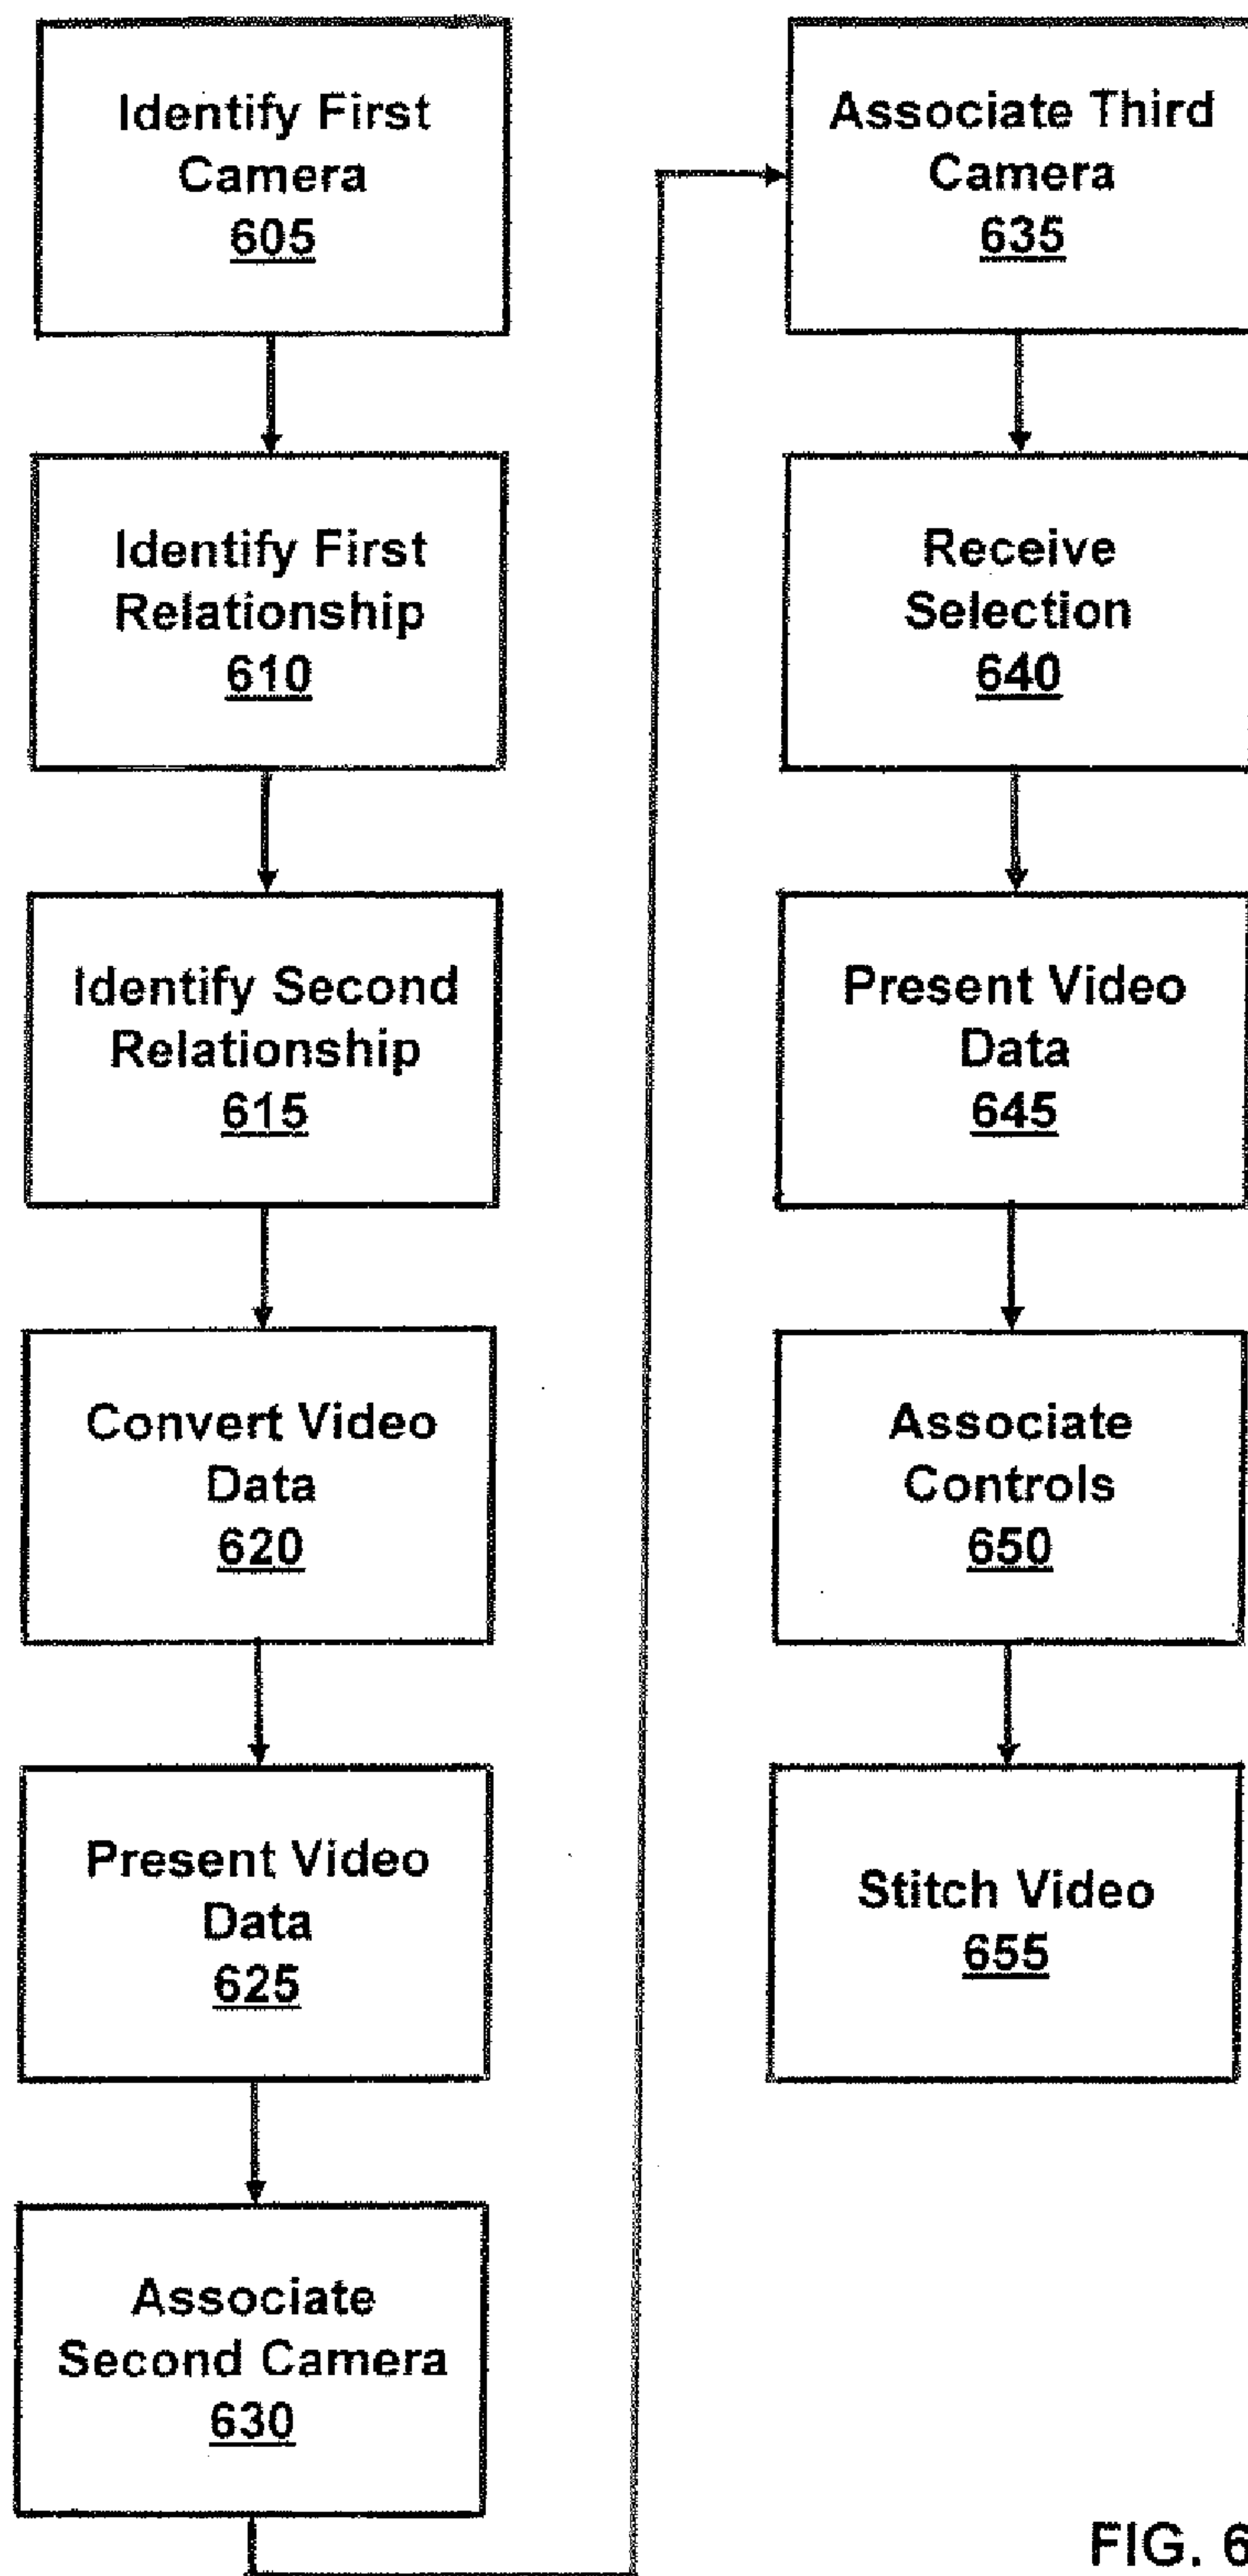 Identify First
Camera
605
Identify First
Relationship
610
Identify Second
Relationship
615
Convert Video
Data
620
Present Video
Data
625
Associate
Second Camera
630
Associate Third
Camera
635
Receive
Selection
640
Present Video
Data
645
Associate
Controls
650
Stitch Video
655
FIG. 6